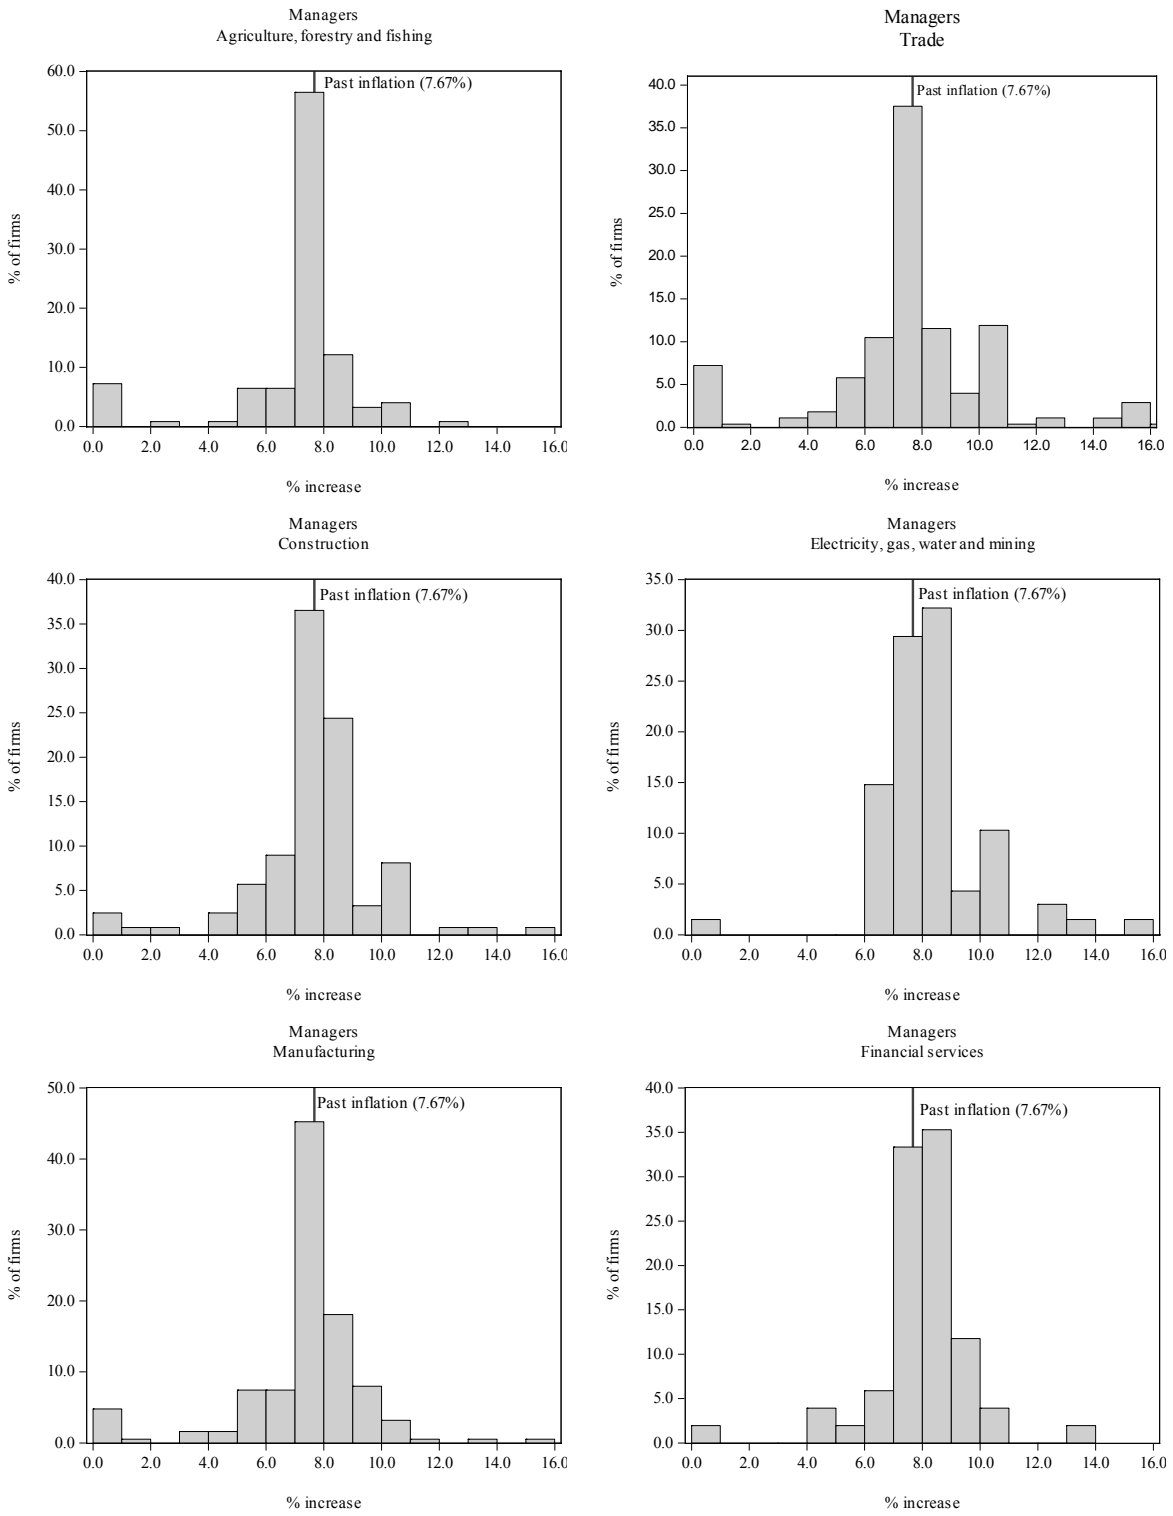 Managers
Agriculture, forestry and fishing
60.0
Past inflation (7.67%)
50.0
40.0
% of firms
30.0
20.0
10.0
0.0
0.0 2.0 4.0 6.0 8.0 10.0 12.0 14.0 16.0
% increase
Managers
Trade
40.0
Past inflation (7.67%)
35.0
30.0
25.0
% of firms
20.0
15.0
10.0
5.0
0.0
0.0 2.0 4.0 6.0 8.0 10.0 12.0 14.0 16.0
% increase
Managers
Construction
40.0
Past inflation (7.67%)
35.0
30.0
25.0
% of firms
20.0
15.0
10.0
5.0
0.0
0.0 2.0 4.0 6.0 8.0 10.0 12.0 14.0 16.0
% increase
Managers
Electricity, gas, water and mining
35.0
Past inflation (7.67%)
30.0
25.0
20.0
% of firms
15.0
10.0
5.0
0.0
0.0 2.0 4.0 6.0 8.0 10.0 12.0 14.0 16.0
% increase
Managers
Manufacturing
50.0
Past inflation (7.67%)
40.0
30.0
% of firms
20.0
10.0
0.0
0.0 2.0 4.0 6.0 8.0 10.0 12.0 14.0 16.0
% increase
Managers
Financial services
40.0
Past inflation (7.67%)
35.0
30.0
25.0
% of firms
20.0
15.0
10.0
5.0
0.0
0.0 2.0 4.0 6.0 8.0 10.0 12.0 14.0 16.0
% increase